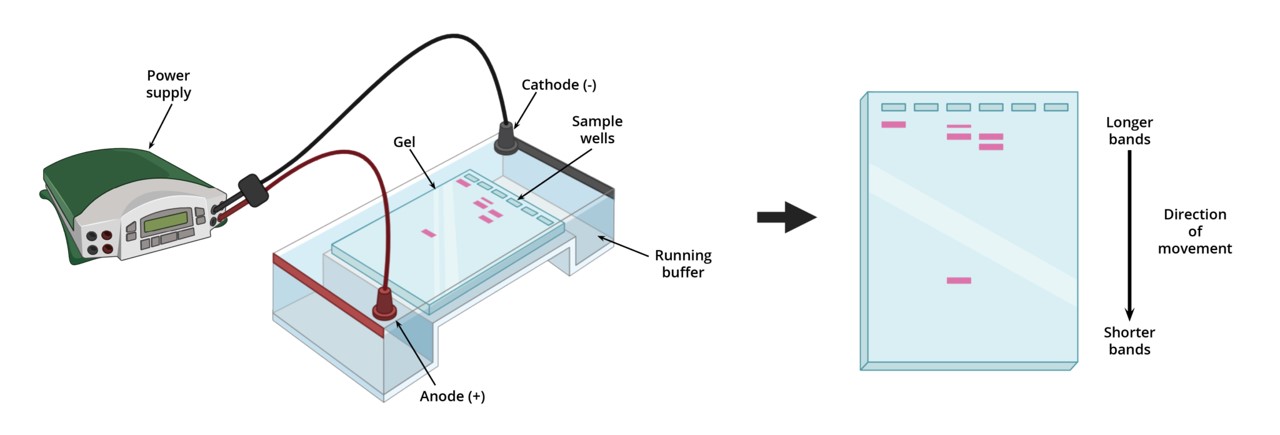 Power
supply
Cathode (-)
Sample
wells
Gel
Running
buffer
Anode (+)
Longer
bands
Direction
of
movement
Shorter
bands